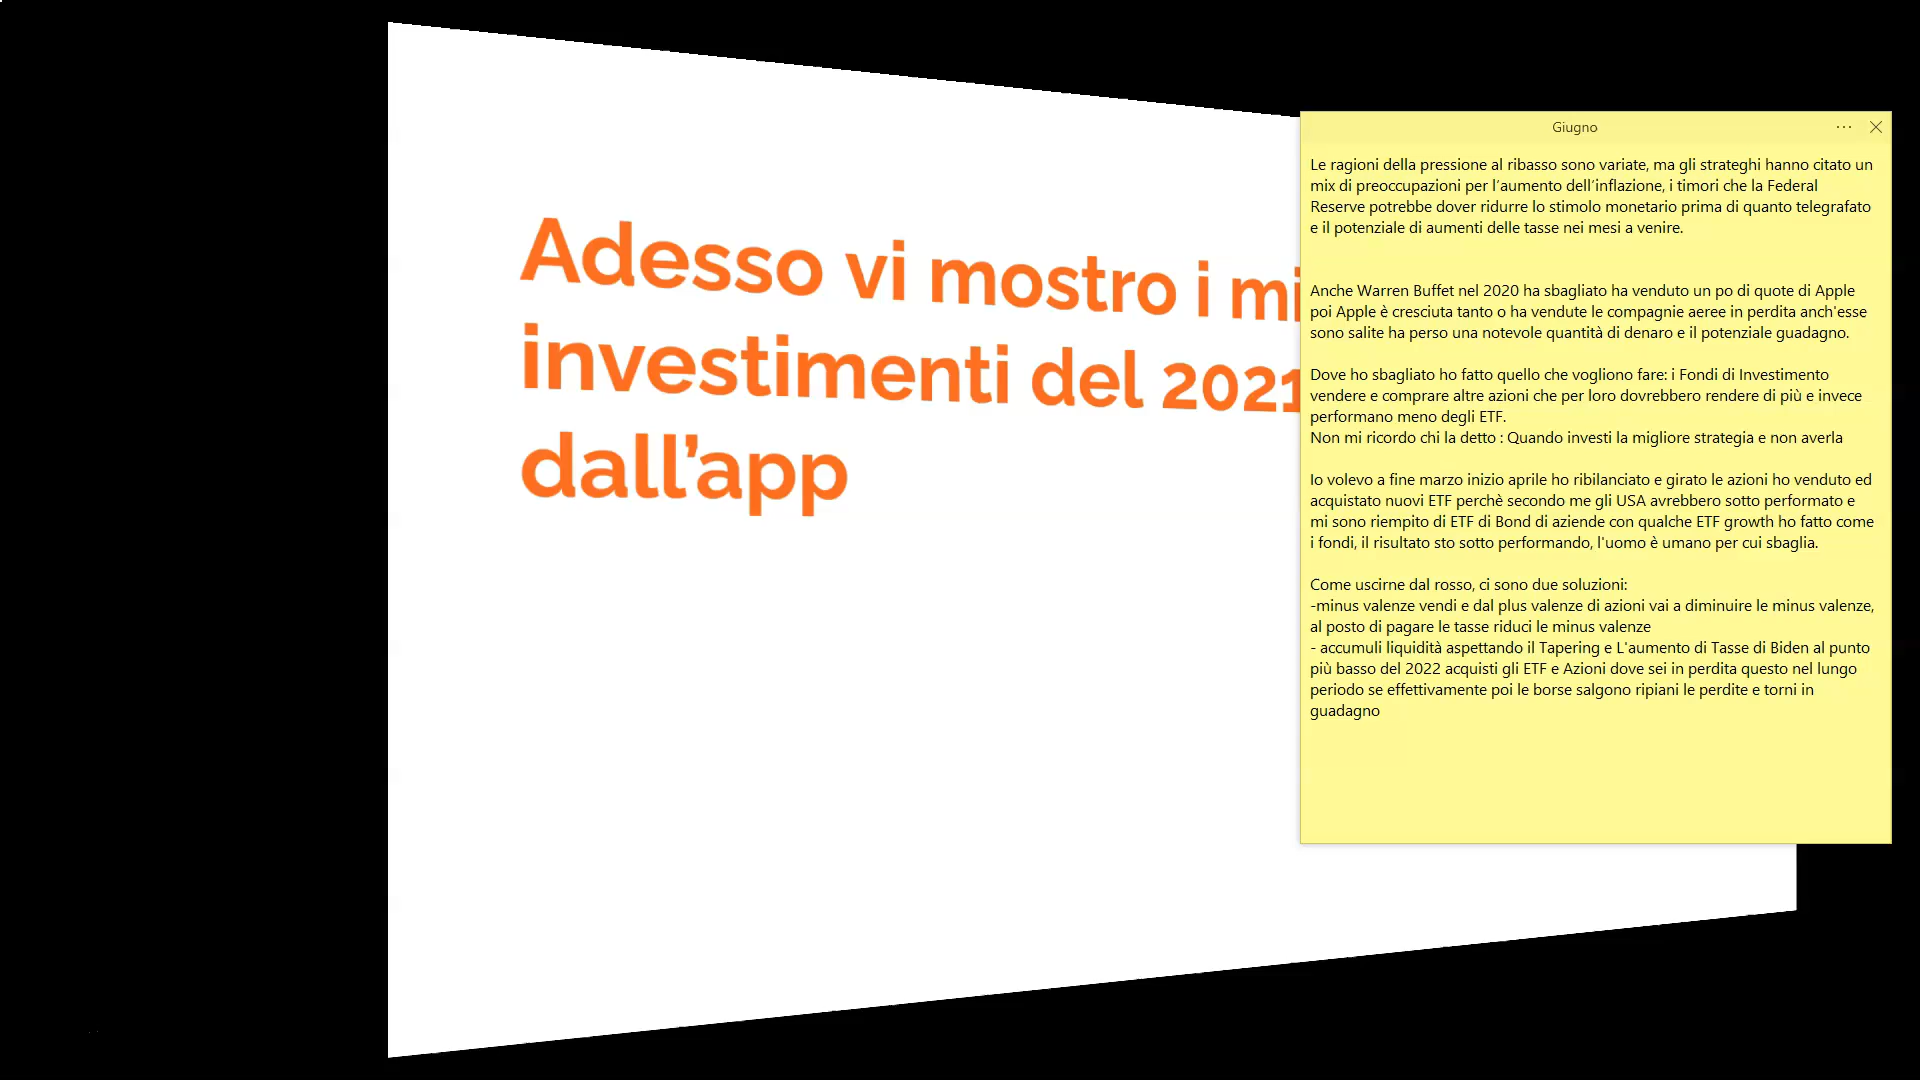 Adesso vi mostro i mi
investimenti del 2021
dall'app
Giugno
Le ragioni della pressione al ribasso sono variate, ma gli strateghi hanno citato un
mix di preoccupazioni per l'aumento dell'inflazione, i timori che la Federal
Reserve potrebbe dover ridurre lo stimolo monetario prima di quanto telegrafato
e il potenziale di aumenti delle tasse nei mesi a venire.
Anche Warren Buffet nel 2020 ha sbagliato ha venduto un po di quote di Apple
poi Apple è cresciuta tanto o ha vendute le compagnie aeree in perdita anch'esse
sono salite ha perso una notevole quantità di denaro e il potenziale guadagno.
Dove ho sbagliato ho fatto quello che vogliono fare: i Fondi di Investimento
vendere e comprare altre azioni che per loro dovrebbero rendere di più e invece
performano meno degli ETF.
Non mi ricordo chi la detto : Quando investi la migliore strategia e non averla
Io volevo a fine marzo inizio aprile ho ribilanciato e girato le azioni ho venduto ed
acquistato nuovi ETF perchè secondo me gli USA avrebbero sotto performato e
mi sono riempito di ETF di Bond di aziende con qualche ETF growth ho fatto come
i fondi, il risultato sto sotto performando, l'uomo è umano per cui sbaglia.
Come uscirne dal rosso, ci sono due soluzioni:
-minus valenze vendi e dal plus valenze di azioni vai a diminuire le minus valenze,
al posto di pagare le tasse riduci le minus valenze
- accumuli liquidità aspettando il Tapering e L'aumento di Tasse di Biden al punto
più basso del 2022 acquisti gli ETF e Azioni dove sei in perdita questo nel lungo
periodo se effettivamente poi le borse salgono ripiani le perdite e torni in
guadagno